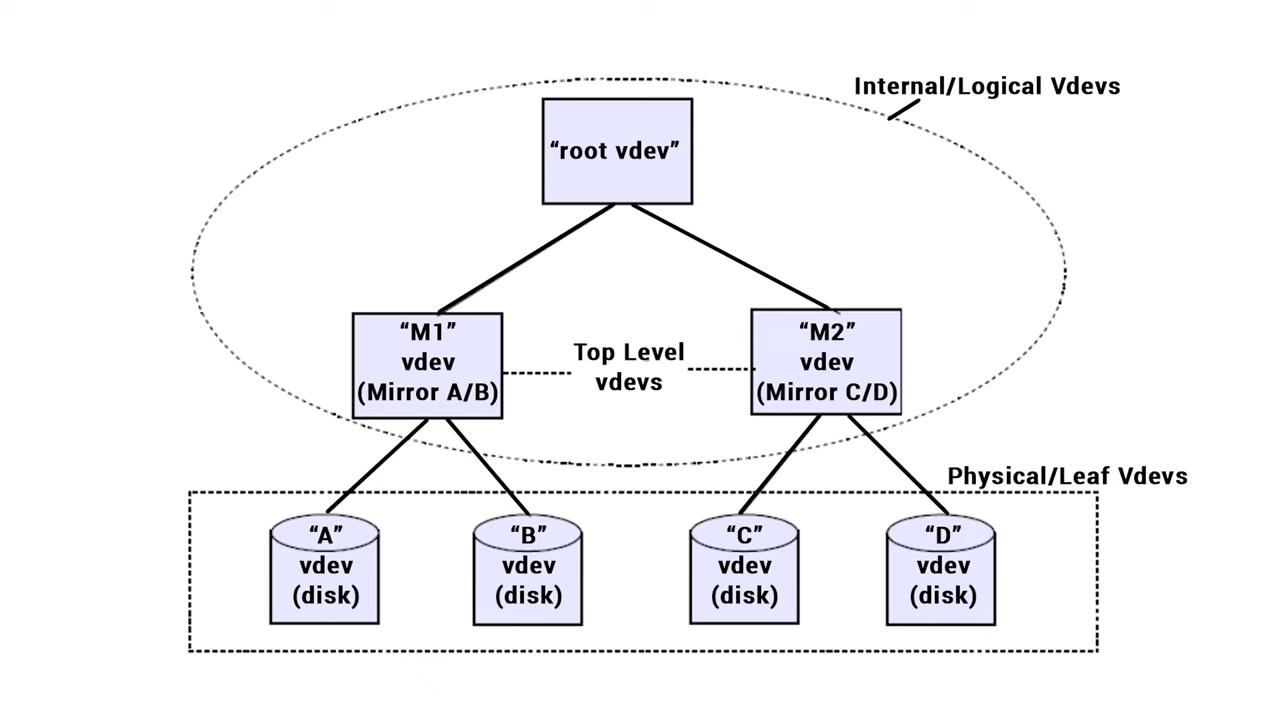 Internal/Logical Vdevs
“root vdev”
“M1”
vdev
(Mirror A/B)
Top Level
vdevs
“M2”
vdev
(Mirror C/D)
Physical/Leaf Vdevs
“A”
vdev
(disk)
“B”
vdev
(disk)
“C”
vdev
(disk)
“D”
vdev
(disk)